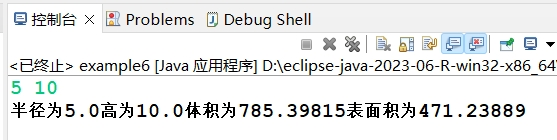 控制台 Problems Debug Shell
<已终止> example6 [Java 应用程序] D:\eclipse-java-2023-06-R-win32-x86_64
5 10
半径为5.0高为10.0体积为785.39815表面积为471.23889